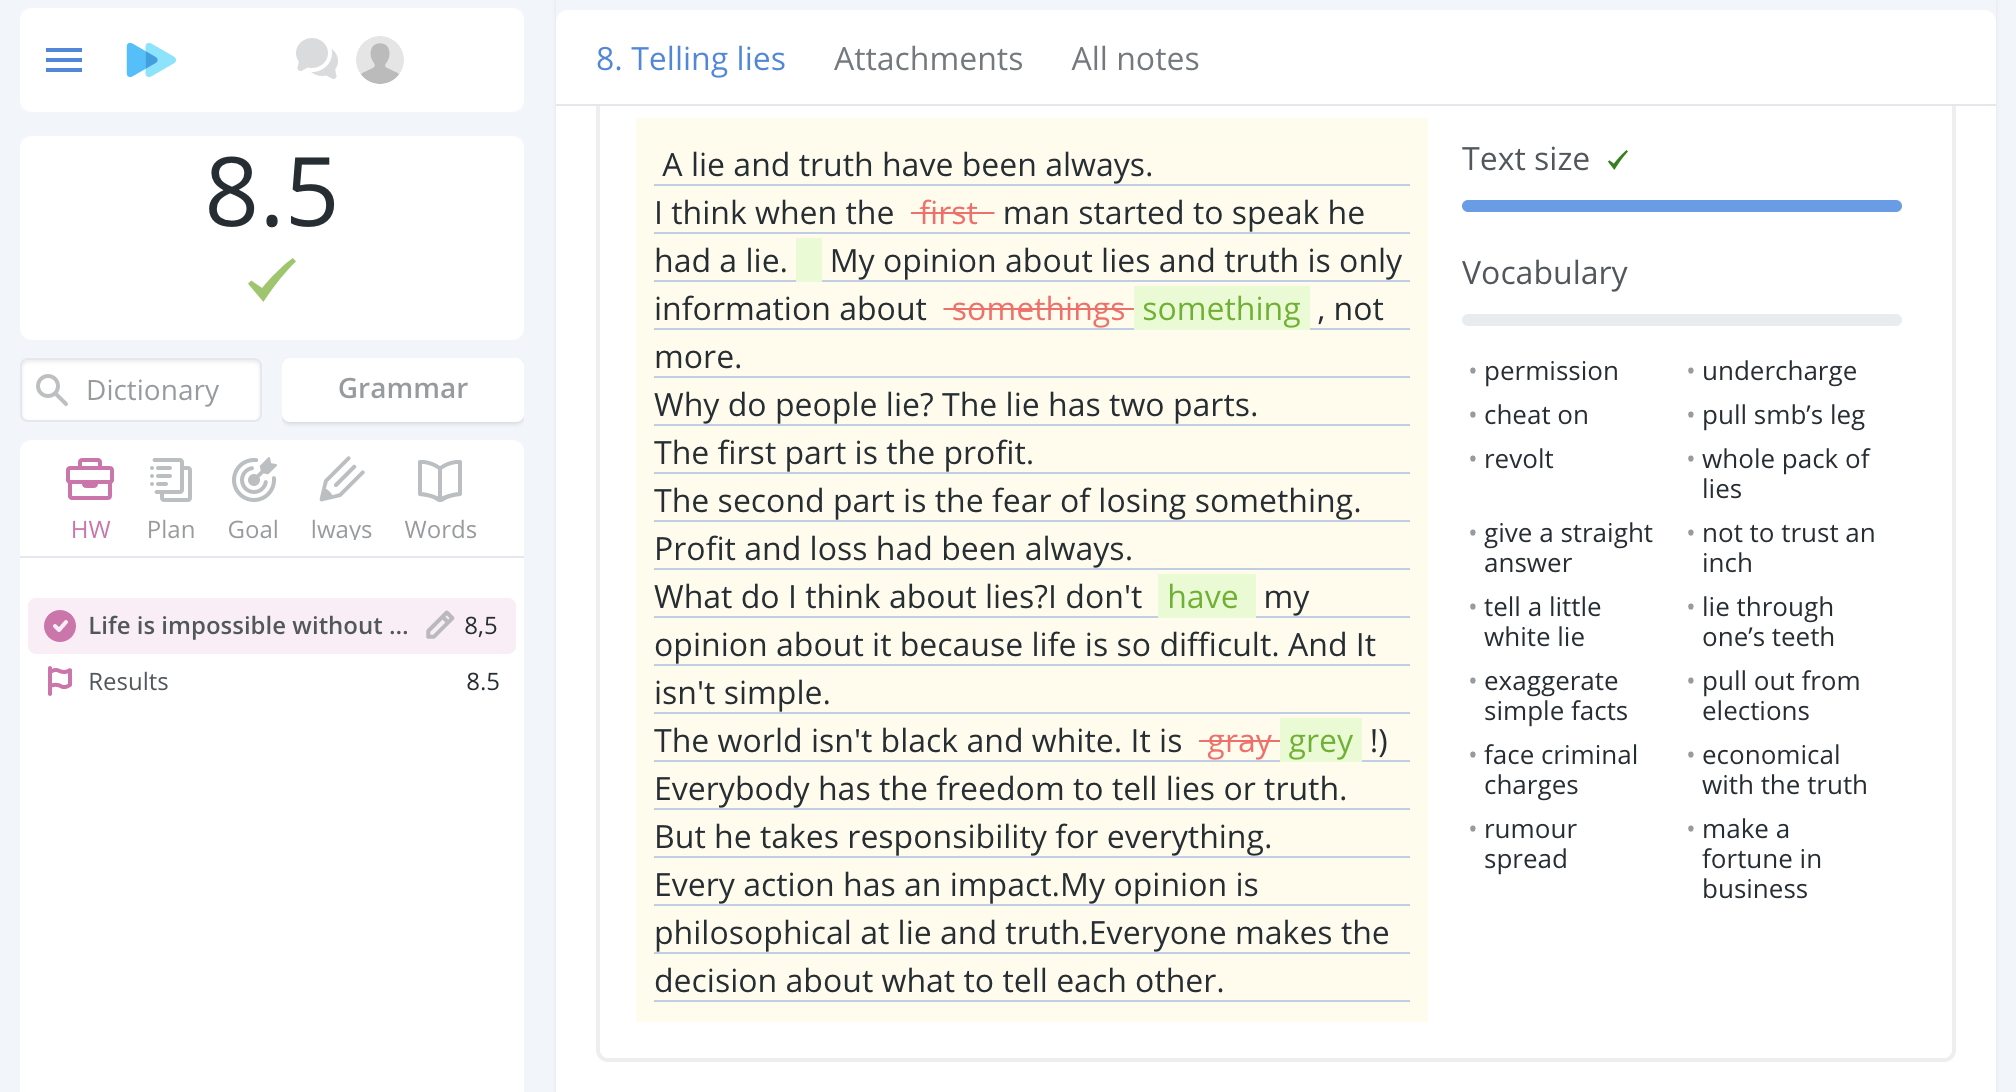 8. Telling lies
Attachments
All notes
8.5
Dictionary
Grammar
HW
Plan
Goal
lways
Words
Life is impossible without ...
8,5
Results
8.5
A lie and truth have been always.
I think when the first man started to speak he
had a lie. My opinion about lies and truth is only
information about somethings something , not
more.
Why do people lie? The lie has two parts.
The first part is the profit.
The second part is the fear of losing something.
Profit and loss had been always.
What do I think about lies?I don't have my
opinion about it because life is so difficult. And It
isn't simple.
The world isn't black and white. It is gray grey !)
Everybody has the freedom to tell lies or truth.
But he takes responsibility for everything.
Every action has an impact.My opinion is
philosophical at lie and truth.Everyone makes the
decision about what to tell each other.
Text size
Vocabulary
• permission
• undercharge
• cheat on
• pull smb’s leg
• revolt
• whole pack of
lies
• give a straight
answer
• not to trust an
inch
• tell a little
white lie
• lie through
one’s teeth
• exaggerate
simple facts
• pull out from
elections
• face criminal
charges
• economical
with the truth
• rumour
spread
• make a
fortune in
business